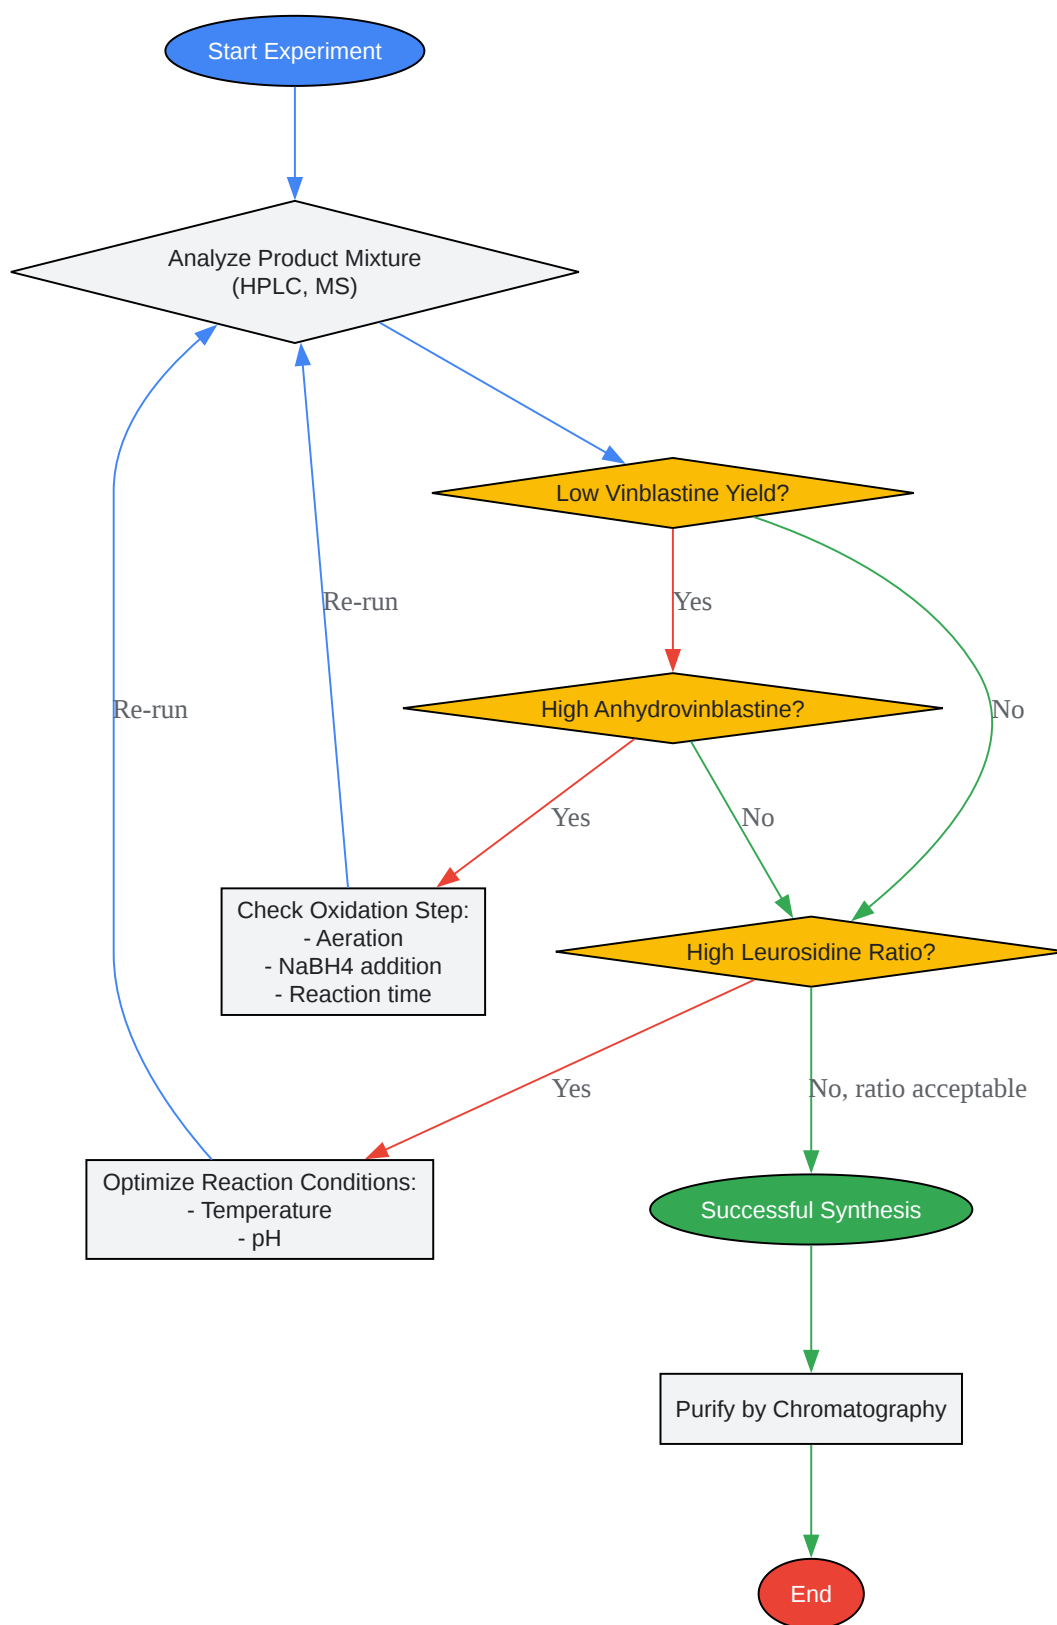 Start Experiment
Analyze Product Mixture
(HPLC, MS)
Low Vinblastine Yield?
Yes
Re-run
High Anhydrovinblastine?
Re-run
No
Yes
No
Check Oxidation Step:
- Aeration
- NaBH4 addition
- Reaction time
High Leurosidine Ratio?
Yes
No, ratio acceptable
Optimize Reaction Conditions:
- Temperature
- pH
Successful Synthesis
Purify by Chromatography
End